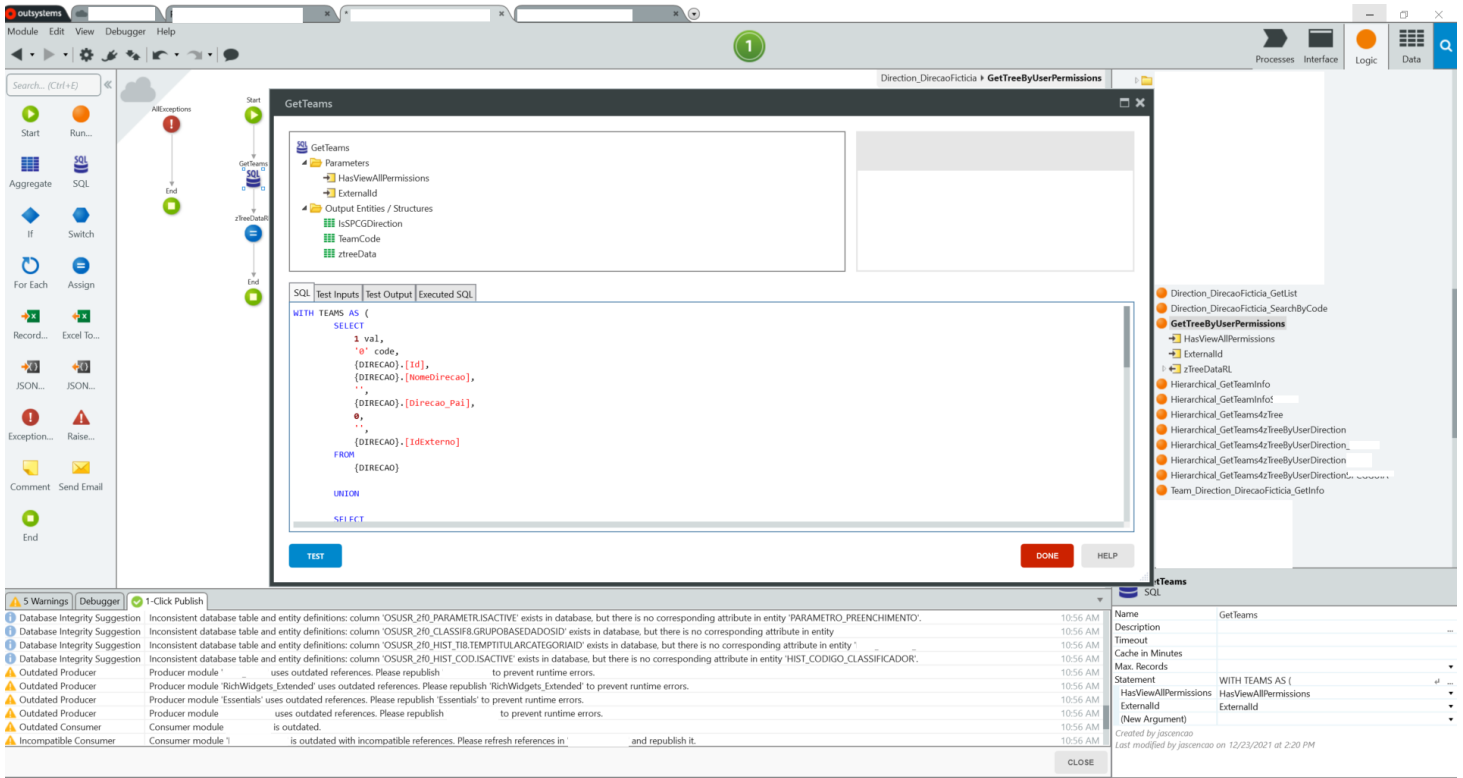 outsystems
Module Edit View Debugger Help
1
Processes Interface Logic Data
Search... (Ctrl+E)
Start Run...
Aggregate SQL
If Switch
For Each Assign
Record... Excel To...
JSON... JSON...
Exception... Raise...
Comment Send Email
End
AllExceptions
End
Start
GetTeams
SQL
zTreeDataR
End
Direction_DirecaoFicticia GetTreeByUserPermissions
GetTeams
GetTeams
Parameters
HasViewAllPermissions
ExternalId
Output Entities / Structures
IsSPCGDirection
TeamCode
ztreeData
SQL Test Inputs Test Output Executed SQL
WITH TEAMS AS (
SELECT
1 val,
'0' code,
{DIRECAO}.[Id],
{DIRECAO}.[NomeDirecao],
'',
{DIRECAO}.[Direcao_Pai],
0,
'',
{DIRECAO}.[IdExterno]
FROM
{DIRECAO}
UNION
SELECT
TEST DONE HELP
Direction_DirecaoFicticia_GetList
Direction_DirecaoFicticia_SearchByCode
GetTreeByUserPermissions
HasViewAllPermissions
ExternalId
zTreeDataRL
Hierarchical_GetTeamInfo
Hierarchical_GetTeamInfo
Hierarchical_GetTeams4zTree
Hierarchical_GetTeams4zTreeByUserDirection
Hierarchical_GetTeams4zTreeByUserDirection_
Hierarchical_GetTeams4zTreeByUserDirection
Hierarchical_GetTeams4zTreeByUserDirection
Team_Direction_DirecaoFicticia_GetInfo
5 Warnings Debugger 1-Click Publish
Database Integrity Suggestion Inconsistent database table and entity definitions: column 'OSUSR_2f0_PARAMETR.ISACTIVE' exists in database, but there is no corresponding attribute in entity 'PARAMETRO_PREENCHIMENTO'. 10:56 AM
Database Integrity Suggestion Inconsistent database table and entity definitions: column 'OSUSR_2f0_CLASSIF8.GRUPOBASEDADOSID' exists in database, but there is no corresponding attribute in entity 10:56 AM
Database Integrity Suggestion Inconsistent database table and entity definitions: column 'OSUSR_2f0_HIST_TI8.TEMPTITULARCATEGORIAID' exists in database, but there is no corresponding attribute in entity ' 10:56 AM
Database Integrity Suggestion Inconsistent database table and entity definitions: column 'OSUSR_2f0_HIST_COD.ISACTIVE' exists in database, but there is no corresponding attribute in entity 'HIST_CODIGO_CLASSIFICADOR'. 10:56 AM
Outdated Producer Producer module ' uses outdated references. Please republish to prevent runtime errors. 10:56 AM
Outdated Producer Producer module 'RichWidgets_Extended' uses outdated references. Please republish 'RichWidgets_Extended' to prevent runtime errors. 10:56 AM
Outdated Producer Producer module 'Essentials' uses outdated references. Please republish 'Essentials' to prevent runtime errors. 10:56 AM
Outdated Producer Producer module uses outdated references. Please republish to prevent runtime errors. 10:56 AM
Outdated Consumer Consumer module is outdated. 10:56 AM
Incompatible Consumer Consumer module ' is outdated with incompatible references. Please refresh references in ' and republish it. 10:56 AM
CLOSE
etTeams
SQL
Name GetTeams
Description ...
Timeout
Cache in Minutes
Max. Records
Statement WITH TEAMS AS ( ...
HasViewAllPermissions HasViewAllPermissions
ExternalId ExternalId
(New Argument)
Created by jascencao
Last modified by jascencao on 12/23/2021 at 2:20 PM